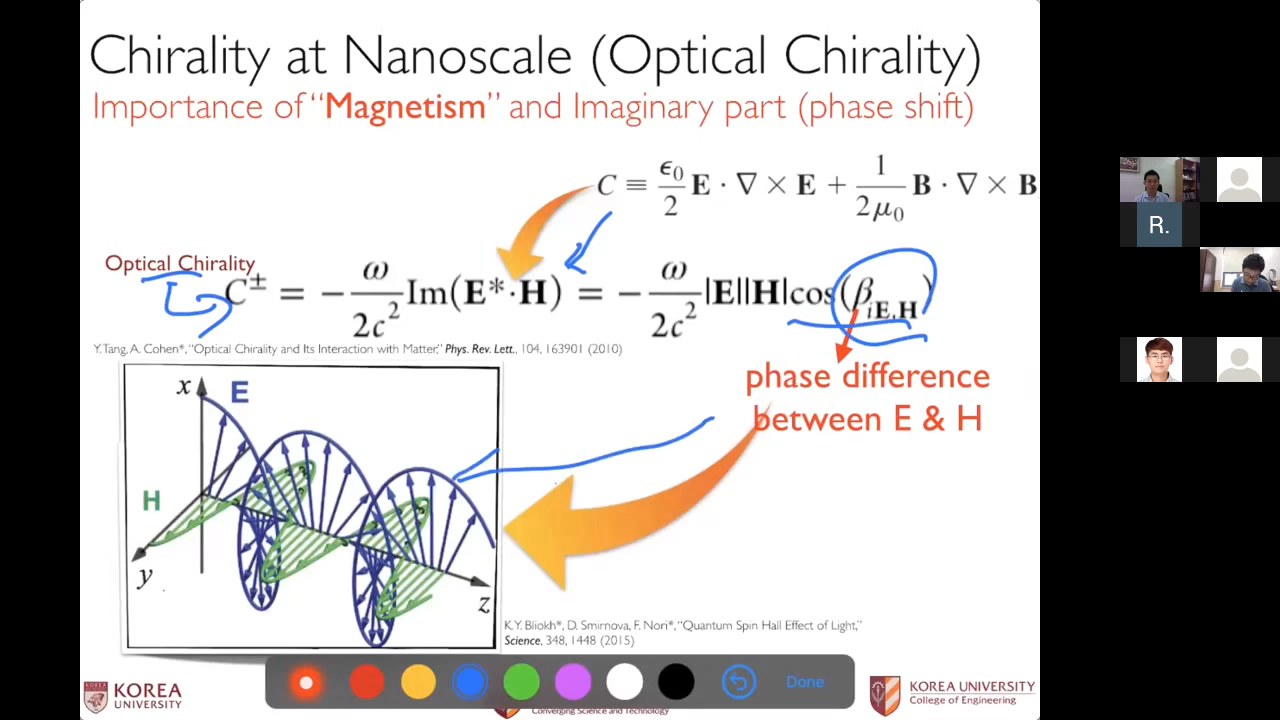 Chirality at Nanoscale (Optical Chirality)
Importance of "Magnetism" and Imaginary part (phase shift)
C ≡ ε₀/2 E · ∇ × E + 1/2μ₀ B · ∇ × B
Optical Chirality
C± = − ω/2c² Im(E* · H) = − ω/2c² |E||H|cos(β_iE,H)
Y. Tang, A. Cohen*, "Optical Chirality and Its Interaction with Matter," Phys. Rev. Lett., 104, 163901 (2010)
phase difference
between E & H
x
E
H
y
z
K.Y. Bliokh*, D. Smirnova, F. Nori*, "Quantum Spin Hall Effect of Light,"
Science, 348, 1448 (2015)
R.
Done
KOREA
UNIVERSITY
Converging Science and Technology
KOREA UNIVERSITY
College of Engineering